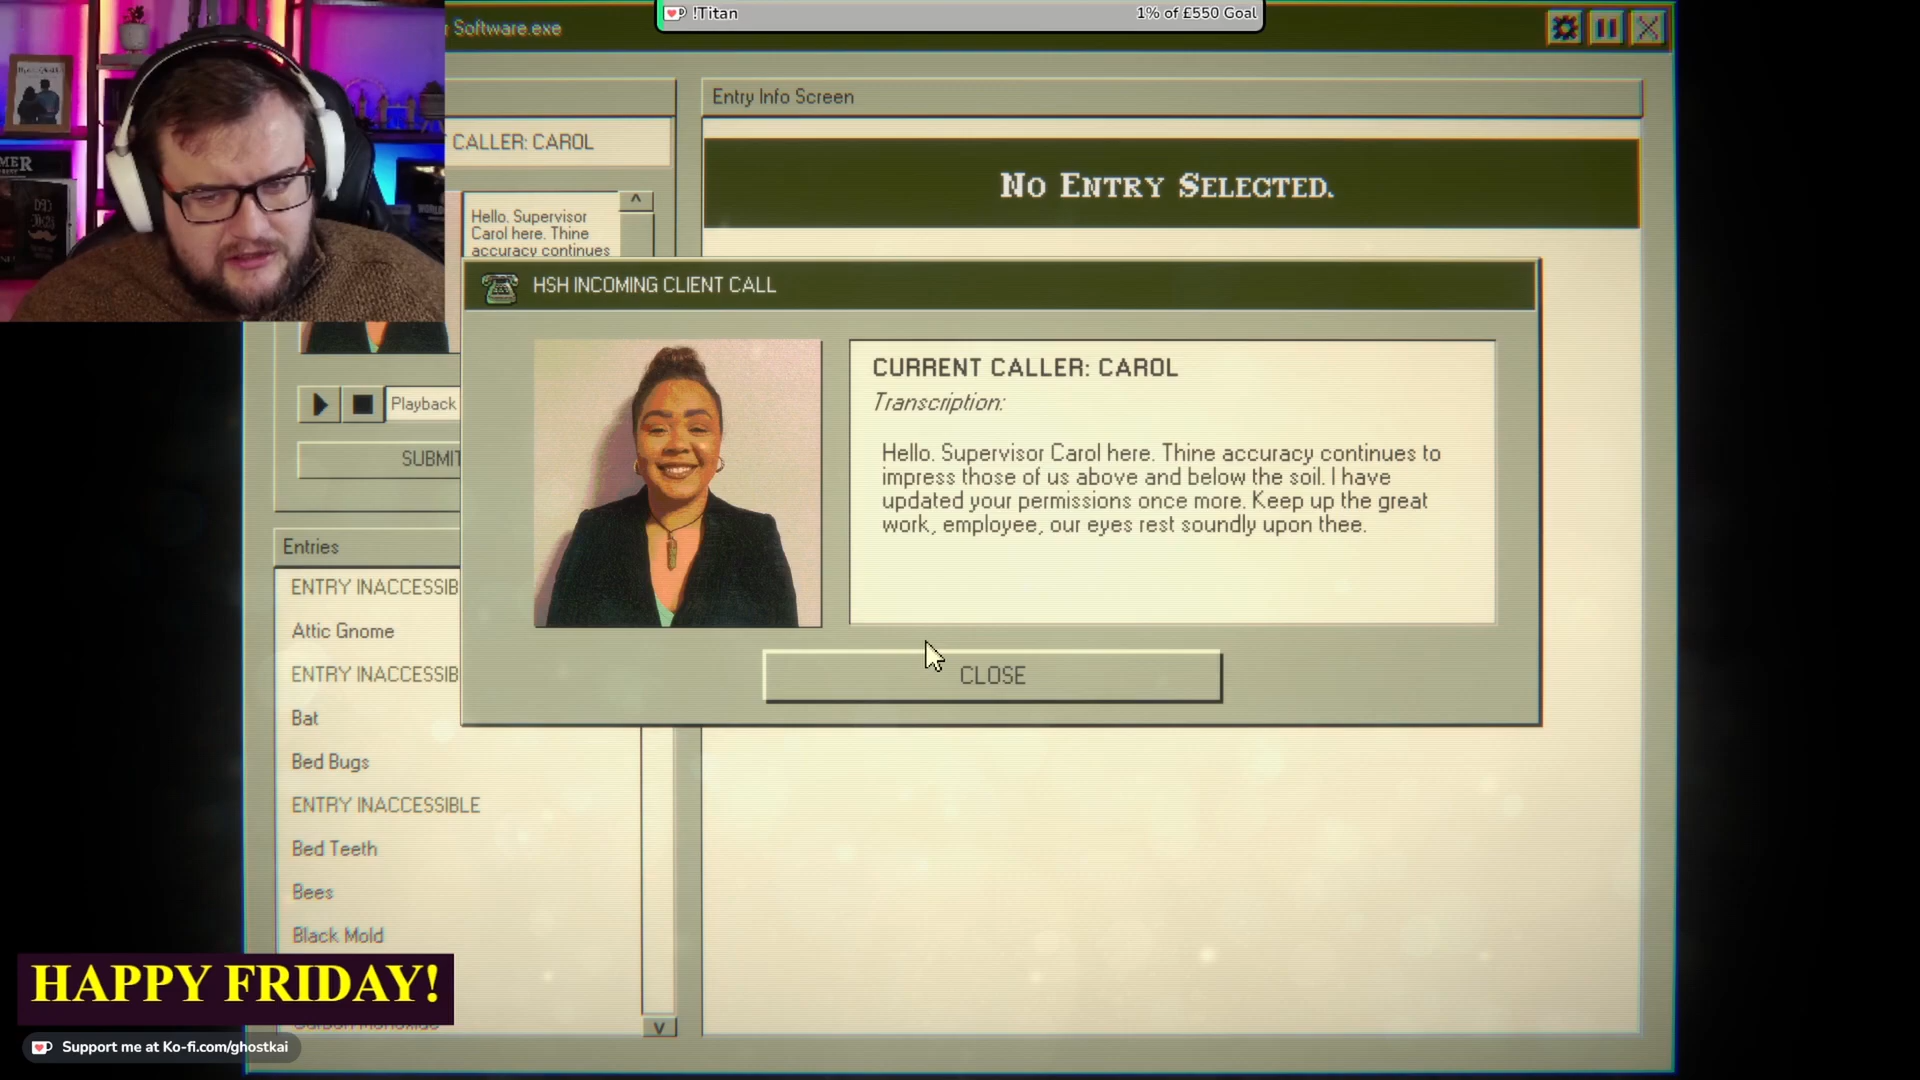 !Titan
1% of £550 Goal
Software.exe
Entry Info Screen
CALLER: CAROL
No Entry Selected.
Hello. Supervisor
Carol here. Thine
accuracy continues
HSH INCOMING CLIENT CALL
CURRENT CALLER: CAROL
Transcription:
Hello. Supervisor Carol here. Thine accuracy continues to
impress those of us above and below the soil. I have
updated your permissions once more. Keep up the great
work, employee, our eyes rest soundly upon thee.
CLOSE
Playback
SUBMIT
Entries
ENTRY INACCESSIB
Attic Gnome
ENTRY INACCESSIB
Bat
Bed Bugs
ENTRY INACCESSIBLE
Bed Teeth
Bees
Black Mold
HAPPY FRIDAY!
Support me at Ko-fi.com/ghostkai